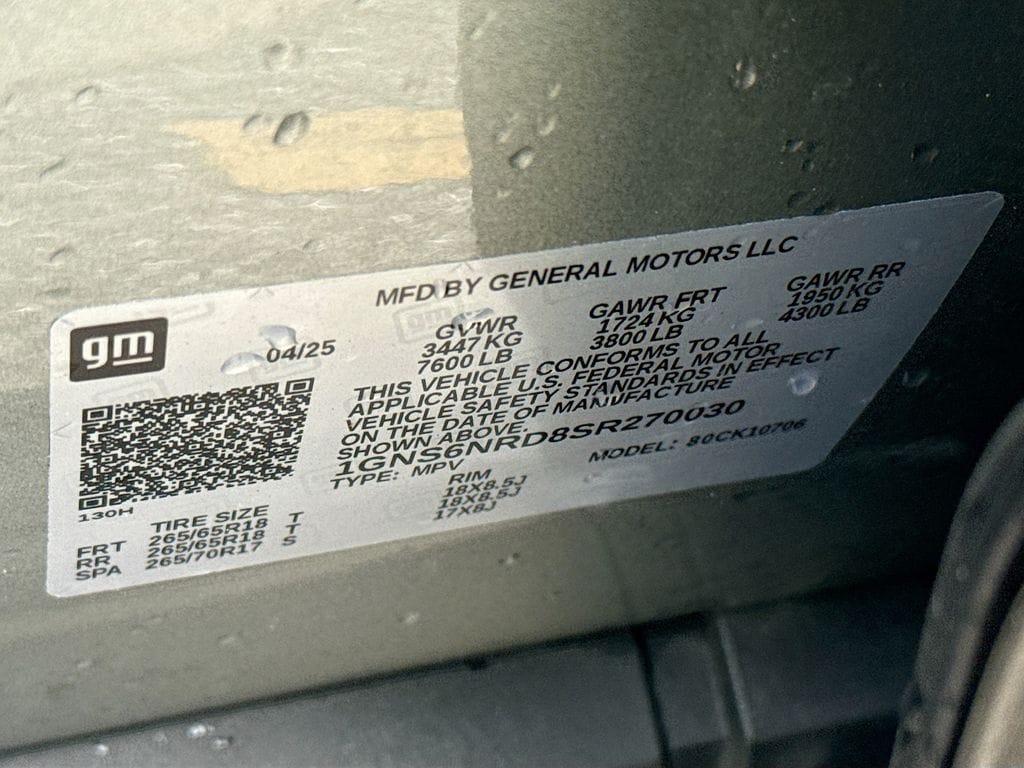 MFD BY GENERAL MOTORS LLC
gm
04/25
GVWR
3447 KG
7600 LB
GAWR FRT
1724 KG
3800 LB
GAWR RR
1950 KG
4300 LB
THIS VEHICLE CONFORMS TO ALL
APPLICABLE U.S. FEDERAL MOTOR
VEHICLE SAFETY STANDARDS IN EFFECT
ON THE DATE OF MANUFACTURE
SHOWN ABOVE.
1GNS6NRD8SR270030
TYPE: MPV
MODEL: 80CK10706
130H
TIRE SIZE RIM
FRT 265/65R18 T 18X8.5J
RR 265/65R18 T 18X8.5J
SPA 265/70R17 S 17X8J